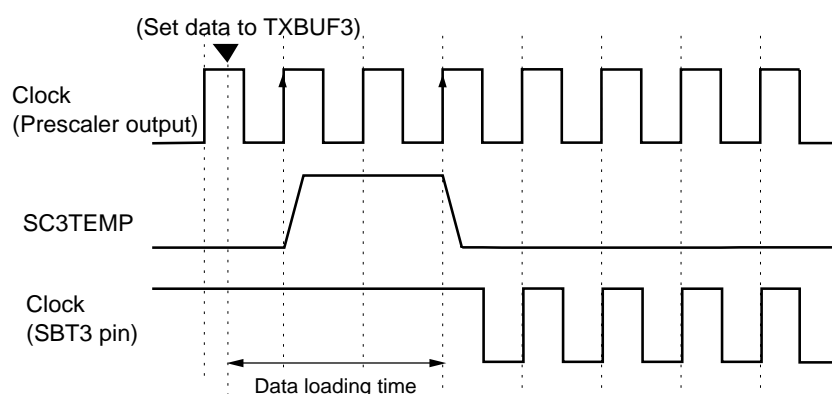 (Set data to TXBUF3)
Clock
(Prescaler output)
SC3TEMP
Clock
(SBT3 pin)
Data loading time